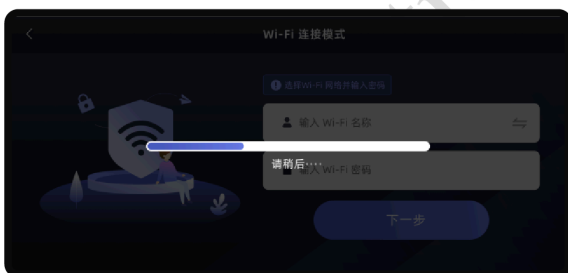 Wi-Fi 连接模式
选择Wi-Fi 网络并输入密码
输入 Wi-Fi 名称
请稍后····
输入 Wi-Fi 密码
下一步